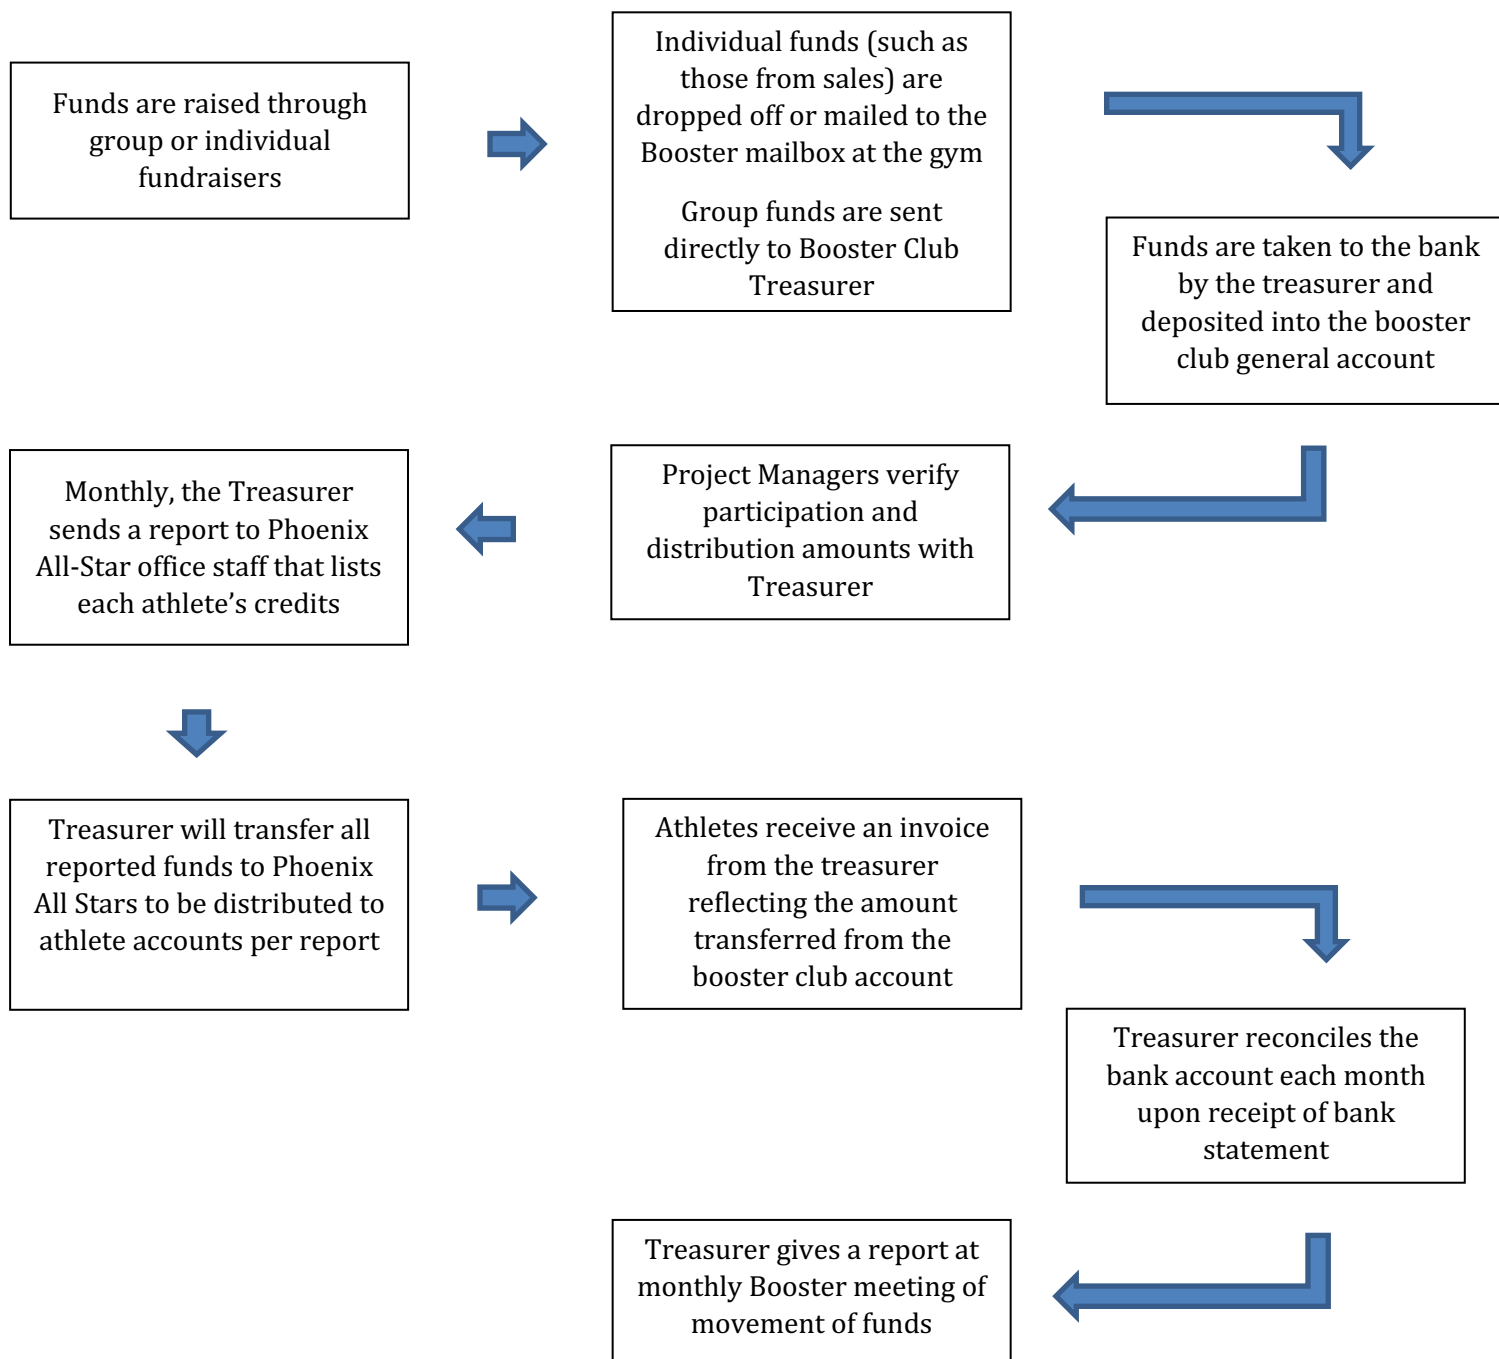 Funds are raised through
group or individual
fundraisers
Individual funds (such as
those from sales) are
dropped off or mailed to the
Booster mailbox at the gym
Group funds are sent
directly to Booster Club
Treasurer
Funds are taken to the bank
by the treasurer and
deposited into the booster
club general account
Project Managers verify
participation and
distribution amounts with
Treasurer
Monthly, the Treasurer
sends a report to Phoenix
All-Star office staff that lists
each athlete’s credits
Treasurer will transfer all
reported funds to Phoenix
All Stars to be distributed to
athlete accounts per report
Athletes receive an invoice
from the treasurer
reflecting the amount
transferred from the
booster club account
Treasurer reconciles the
bank account each month
upon receipt of bank
statement
Treasurer gives a report at
monthly Booster meeting of
movement of funds